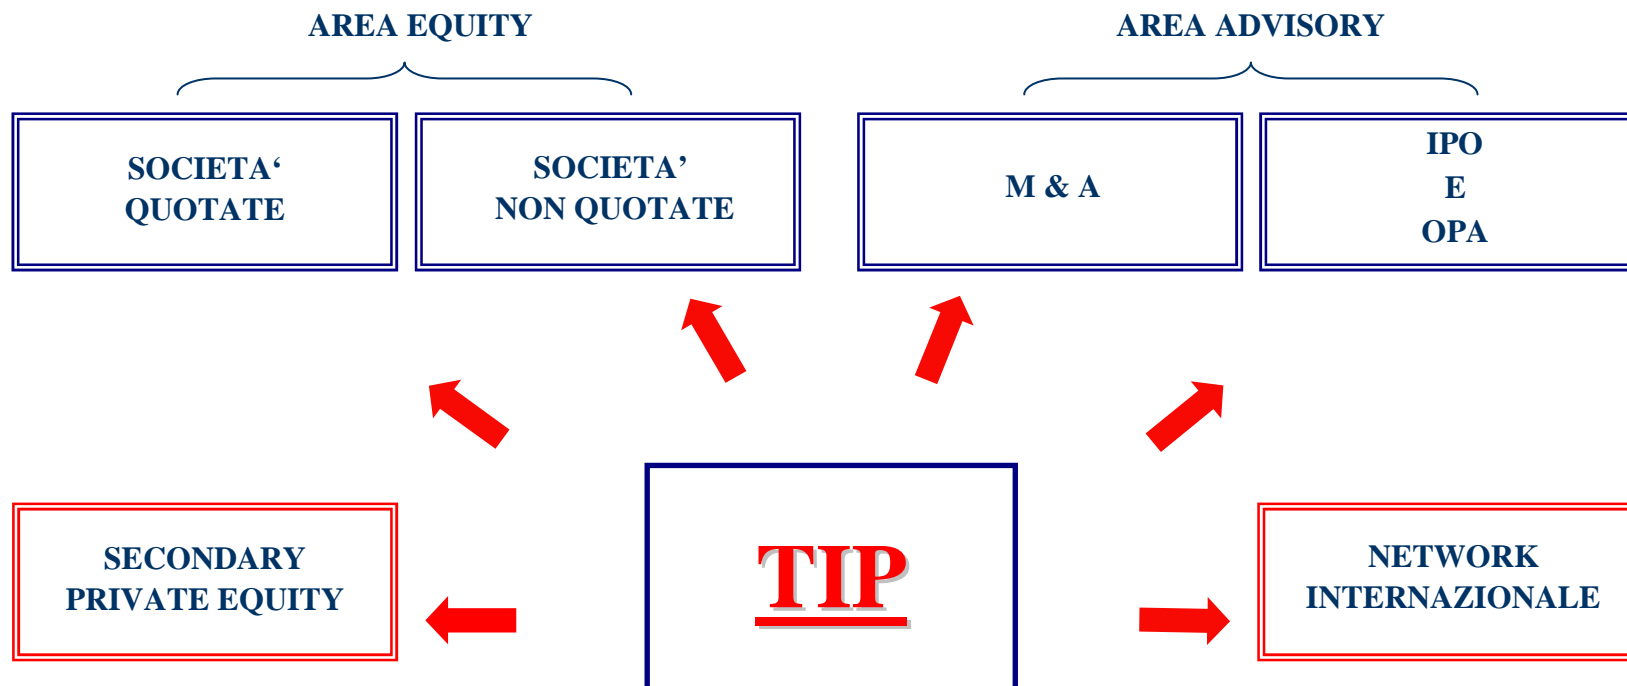 AREA EQUITY
AREA ADVISORY
SOCIETA‘
QUOTATE
SOCIETA’
NON QUOTATE
M & A
IPO
E
OPA
SECONDARY
PRIVATE EQUITY
TIP
NETWORK
INTERNAZIONALE